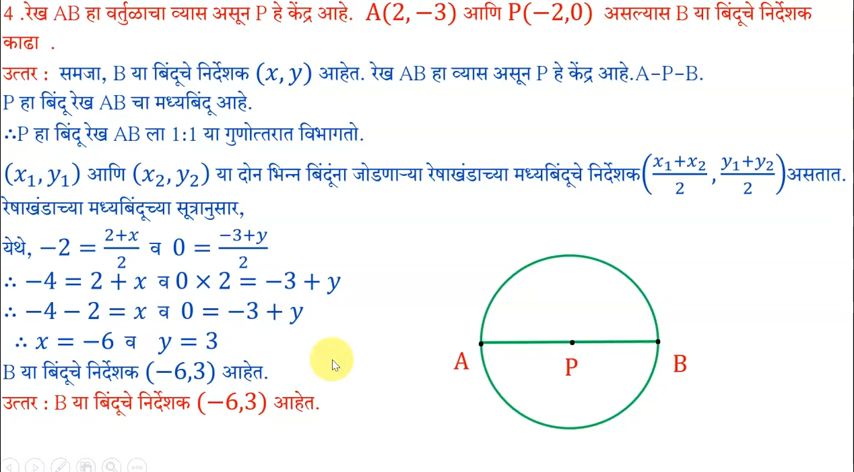 4 .रेख AB हा वर्तुळाचा व्यास असून P हे केंद्र आहे. A(2,−3) आणि P(−2,0) असल्यास B या बिंदूचे निर्देशक
काढा .
उत्तर : समजा, B या बिंदूचे निर्देशक (x, y) आहेत. रेख AB हा व्यास असून P हे केंद्र आहे.A−P−B.
P हा बिंदू रेख AB चा मध्यबिंदू आहे.
∴P हा बिंदू रेख AB ला 1:1 या गुणोत्तरात विभागतो.
(x₁, y₁) आणि (x₂, y₂) या दोन भिन्न बिंदूंना जोडणाऱ्या रेषाखंडाच्या मध्यबिंदूचे निर्देशक((x₁+x₂)/2 , (y₁+y₂)/2)असतात.
रेषाखंडाच्या मध्यबिंदूच्या सूत्रानुसार,
येथे, −2 = (2+x)/2 व 0 = (−3+y)/2
∴ −4 = 2 + x व 0 × 2 = −3 + y
∴ −4 − 2 = x व 0 = −3 + y
∴ x = −6 व y = 3
B या बिंदूचे निर्देशक (−6,3) आहेत.
उत्तर : B या बिंदूचे निर्देशक (−6,3) आहेत.
A P B